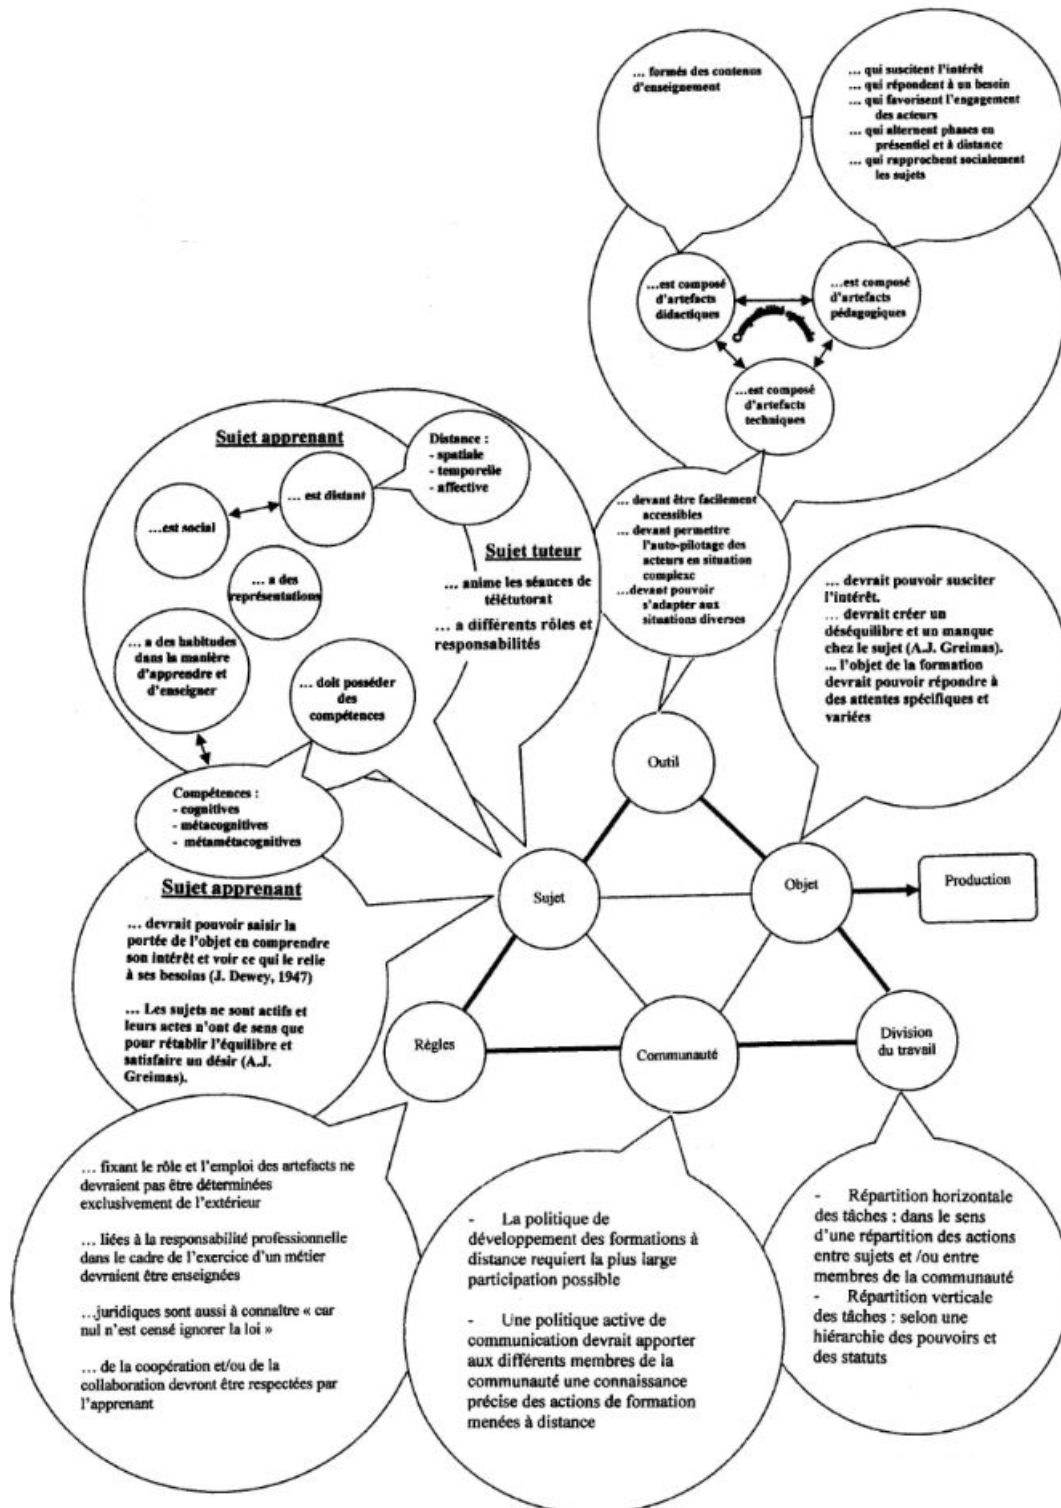 ... formés des contenus
d'enseignement
... qui suscitent l'intérêt
... qui répondent à un besoin
... qui favorisent l'engagement
des acteurs
... qui alternent phases en
présentiel et à distance
... qui rapprochent socialement
les sujets
...est composé
d'artefacts
didactiques
...est composé
d'artefacts
pédagogiques
...est composé
d'artefacts
techniques
Sujet apprenant
Distance :
- spatiale
- temporelle
- affective
... est distant
...est social
... a des
représentations
... a des habitudes
dans la manière
d'apprendre et
d'enseigner
... doit posséder
des
compétences
Compétences :
- cognitives
- métacognitives
- métamétacognitives
Sujet tuteur
... anime les séances de
télétutorat
... a différents rôles et
responsabilités
... devant être facilement
accessibles
... devant permettre
l'auto-pilotage des
acteurs en situation
complexe
...devant pouvoir
s'adapter aux
situations diverses
... devrait pouvoir susciter
l'intérêt.
... devrait créer un
déséquilibre et un manque
chez le sujet (A.J. Greimas).
... l'objet de la formation
devrait pouvoir répondre à
des attentes spécifiques et
variées
Outil
Sujet
Objet
Production
Sujet apprenant
... devrait pouvoir saisir la
portée de l'objet en comprendre
son intérêt et voir ce qui le relie
à ses besoins (J. Dewey, 1947)
... Les sujets ne sont actifs et
leurs actes n'ont de sens que
pour rétablir l'équilibre et
satisfaire un désir (A.J.
Greimas).
Règles
Communauté
Division
du travail
... fixant le rôle et l'emploi des artefacts ne
devraient pas être déterminées
exclusivement de l'extérieur
... liées à la responsabilité professionnelle
dans le cadre de l'exercice d'un métier
devraient être enseignées
...juridiques sont aussi à connaître « car
nul n'est censé ignorer la loi »
... de la coopération et/ou de la
collaboration devront être respectées par
l'apprenant
- La politique de
développement des formations à
distance requiert la plus large
participation possible
- Une politique active de
communication devrait apporter
aux différents membres de la
communauté une connaissance
précise des actions de formation
menées à distance
- Répartition horizontale
des tâches : dans le sens
d'une répartition des actions
entre sujets et /ou entre
membres de la communauté
- Répartition verticale
des tâches : selon une
hiérarchie des pouvoirs et
des statuts